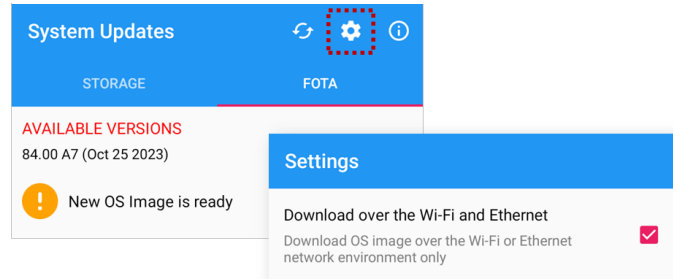 System Updates
STORAGE
FOTA
AVAILABLE VERSIONS
84.00 A7 (Oct 25 2023)
New OS Image is ready
Settings
Download over the Wi-Fi and Ethernet
Download OS image over the Wi-Fi or Ethernet
network environment only